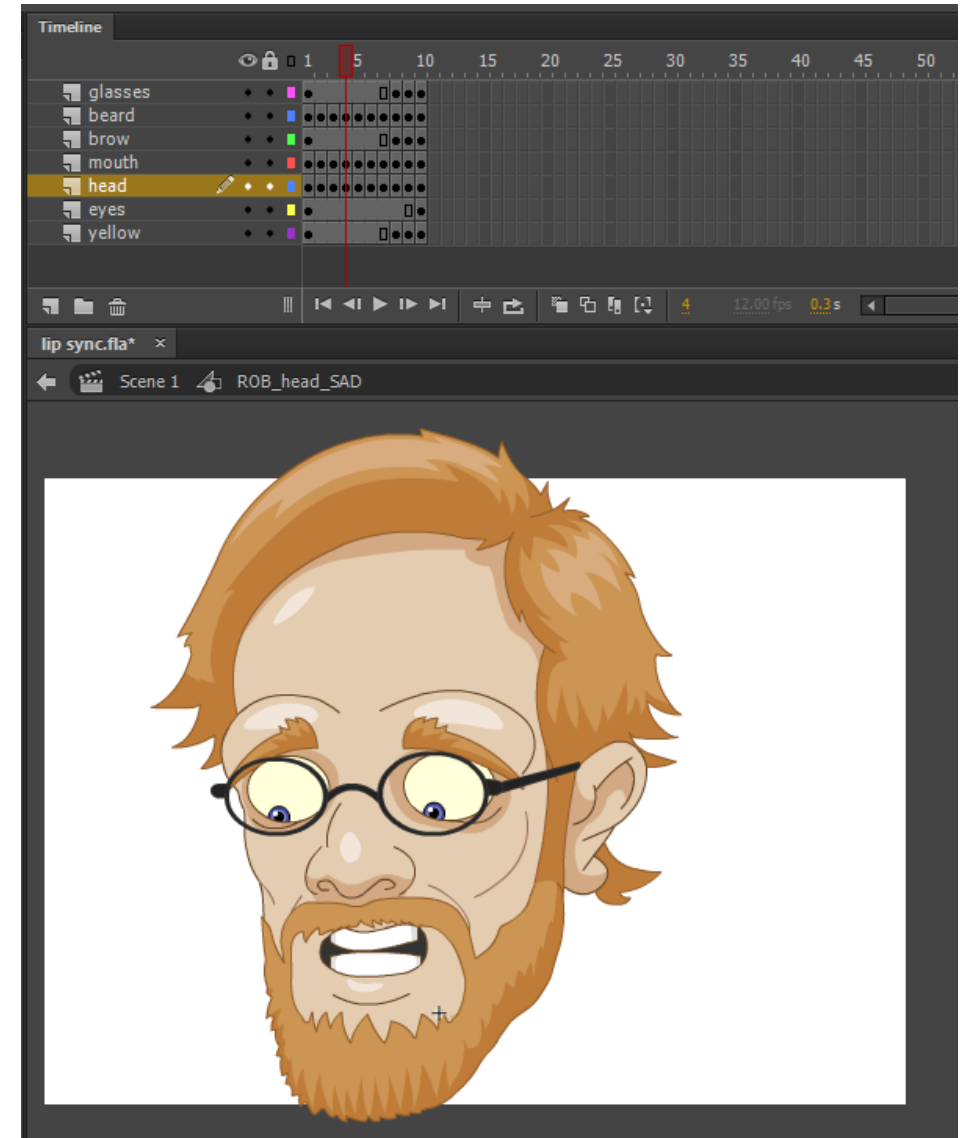 Timeline
1 5 10 15 20 25 30 35 40 45 50
glasses
beard
brow
mouth
head
eyes
yellow
4 12.00 fps 0.3 s
lip sync.fla* ×
Scene 1 ROB_head_SAD